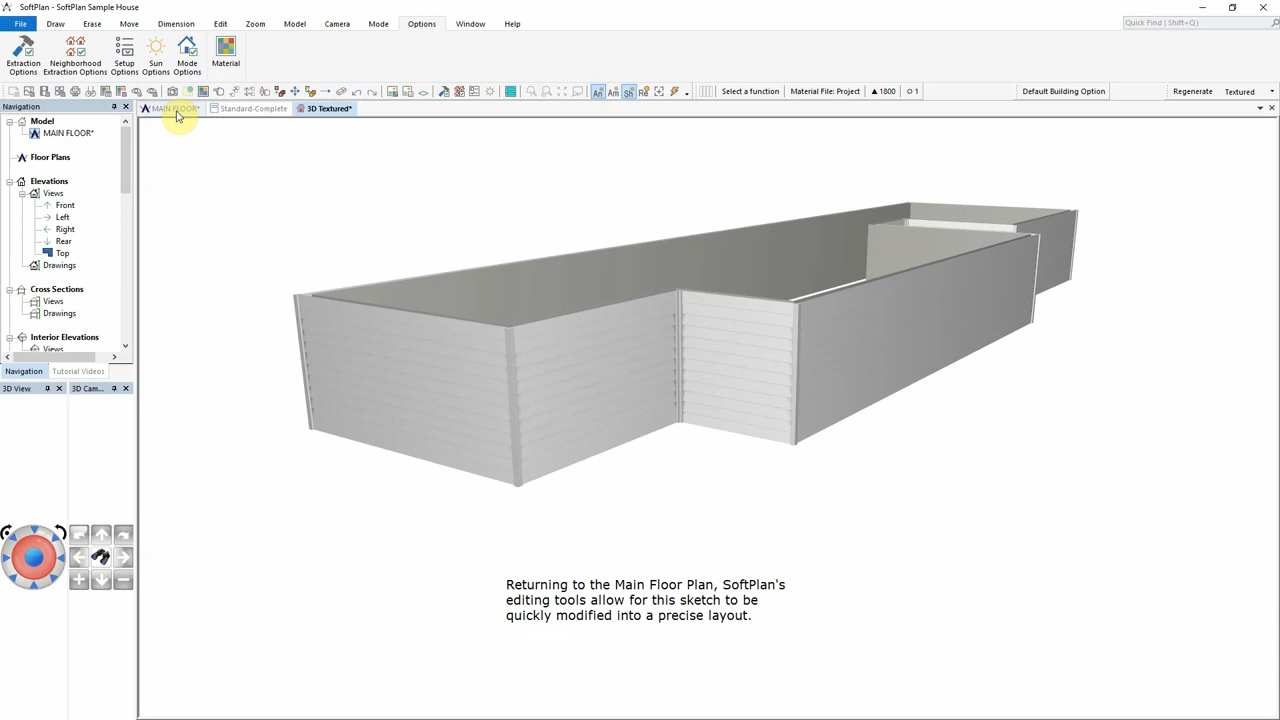 SoftPlan - SoftPlan Sample House
File Draw Erase Move Dimension Edit Zoom Model Camera Mode Options Window Help
Quick Find (Shift+Q)
Extraction Options
Neighborhood Extraction Options
Setup Options
Sun Options
Mode Options
Material
An Am Sh
Select a function
Material File: Project
▲ 1800
1
Default Building Option
Regenerate
Textured
Navigation
MAIN FLOOR*
Standard-Complete
3D Textured*
Model
MAIN FLOOR*
Floor Plans
Elevations
Views
Front
Left
Right
Rear
Top
Drawings
Cross Sections
Views
Drawings
Interior Elevations
Views
Navigation
Tutorial Videos
3D View
3D Cam...
Returning to the Main Floor Plan, SoftPlan's
editing tools allow for this sketch to be
quickly modified into a precise layout.